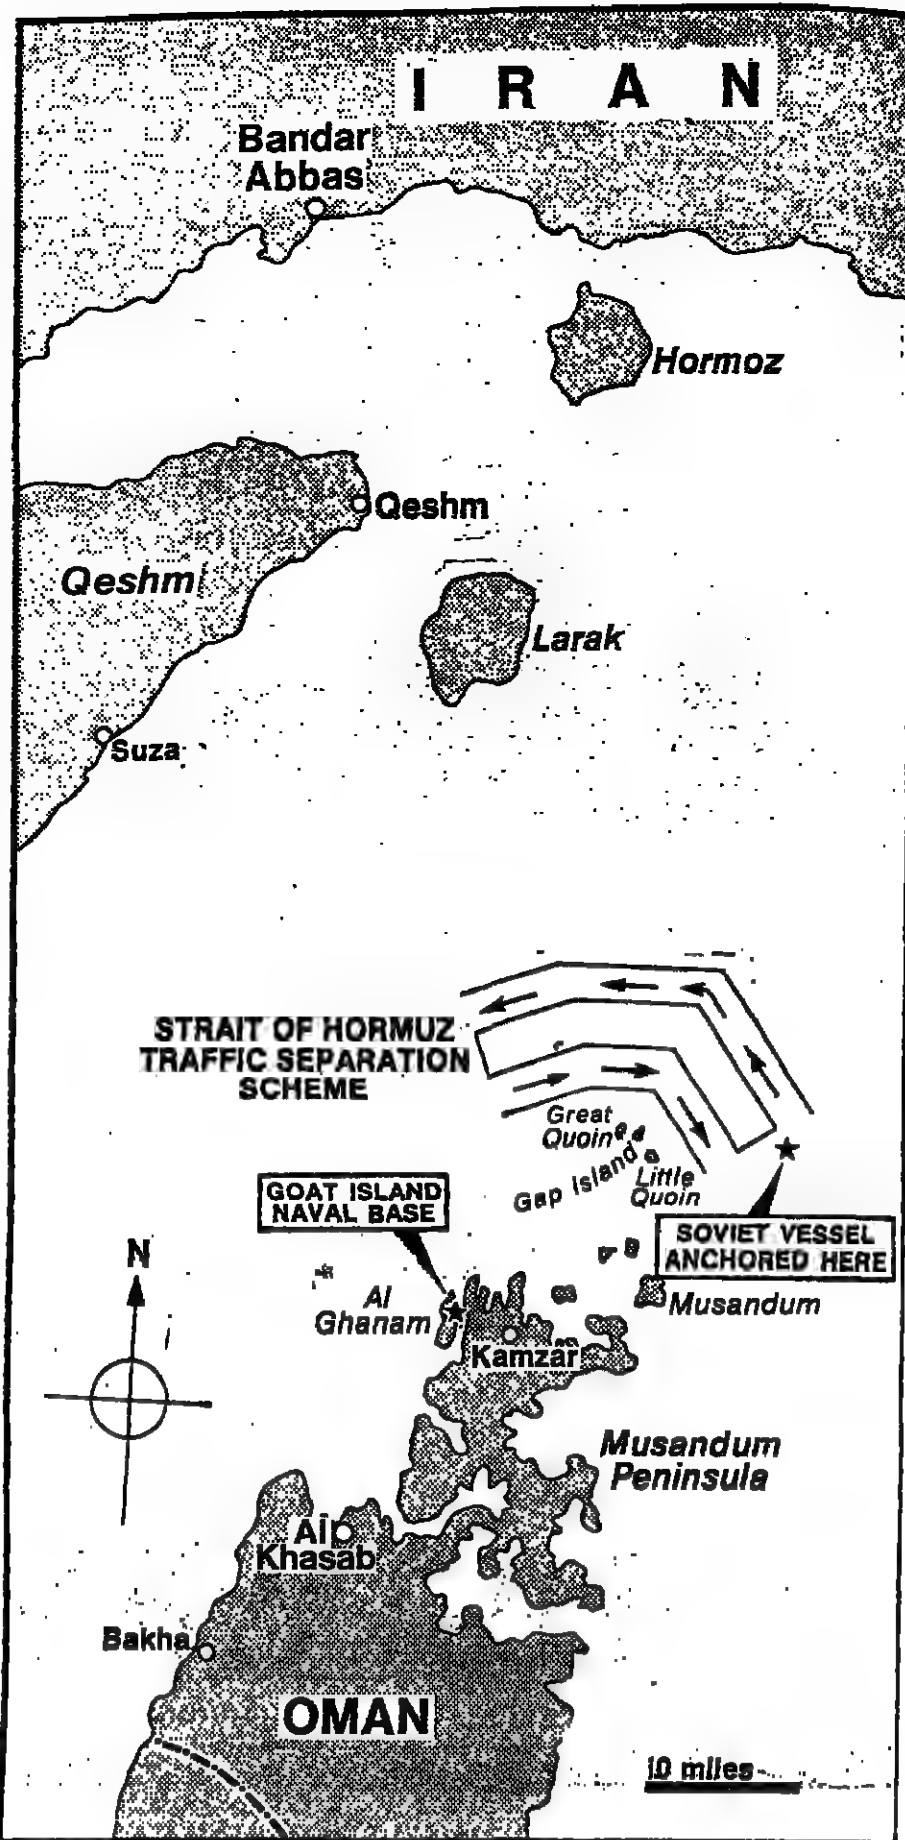 IRAN
Bandar
Abbas
Hormoz
Qeshm
Qeshm
Larak
Suza
STRAIT OF HORMUZ
TRAFFIC SEPARATION
SCHEME
Great
Quoin
Gap Island
Little
Quoin
GOAT ISLAND
NAVAL BASE
SOVIET VESSEL
ANCHORED HERE
N
Al
Ghanam
Musandum
Kamzar
Musandum
Peninsula
Al
Khasab
Bakha
OMAN
10 miles